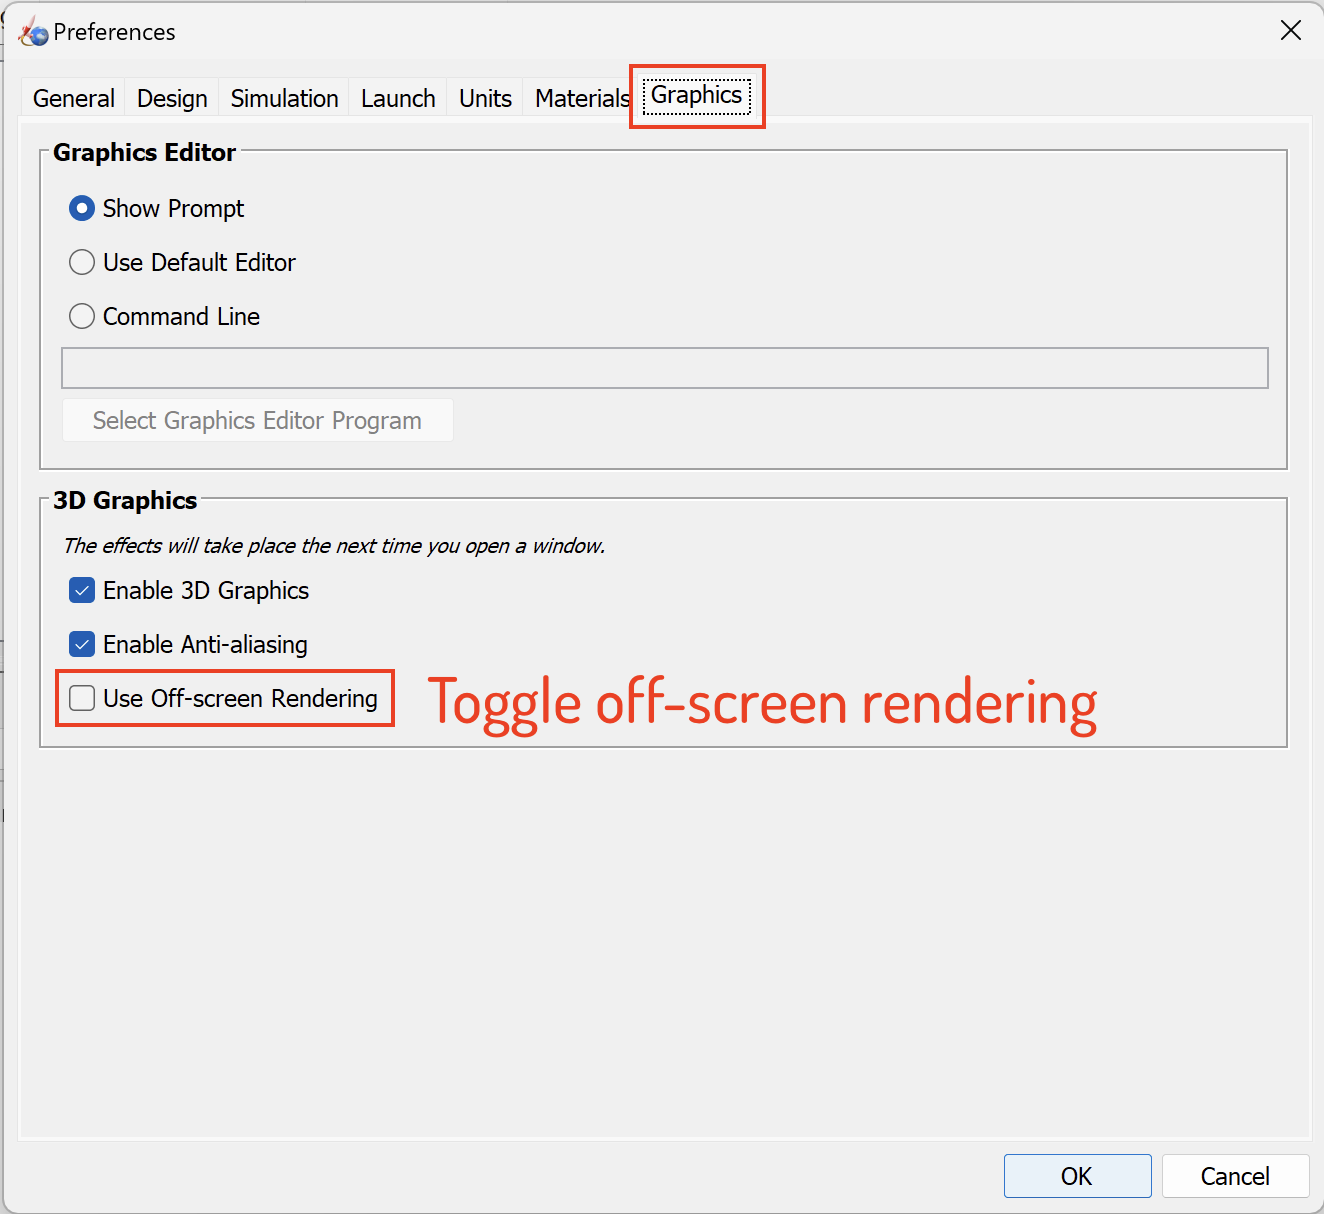 Preferences
General Design Simulation Launch Units Materials Graphics
Graphics Editor
Show Prompt
Use Default Editor
Command Line
Select Graphics Editor Program
3D Graphics
The effects will take place the next time you open a window.
Enable 3D Graphics
Enable Anti-aliasing
Use Off-screen Rendering Toggle off-screen rendering
OK Cancel